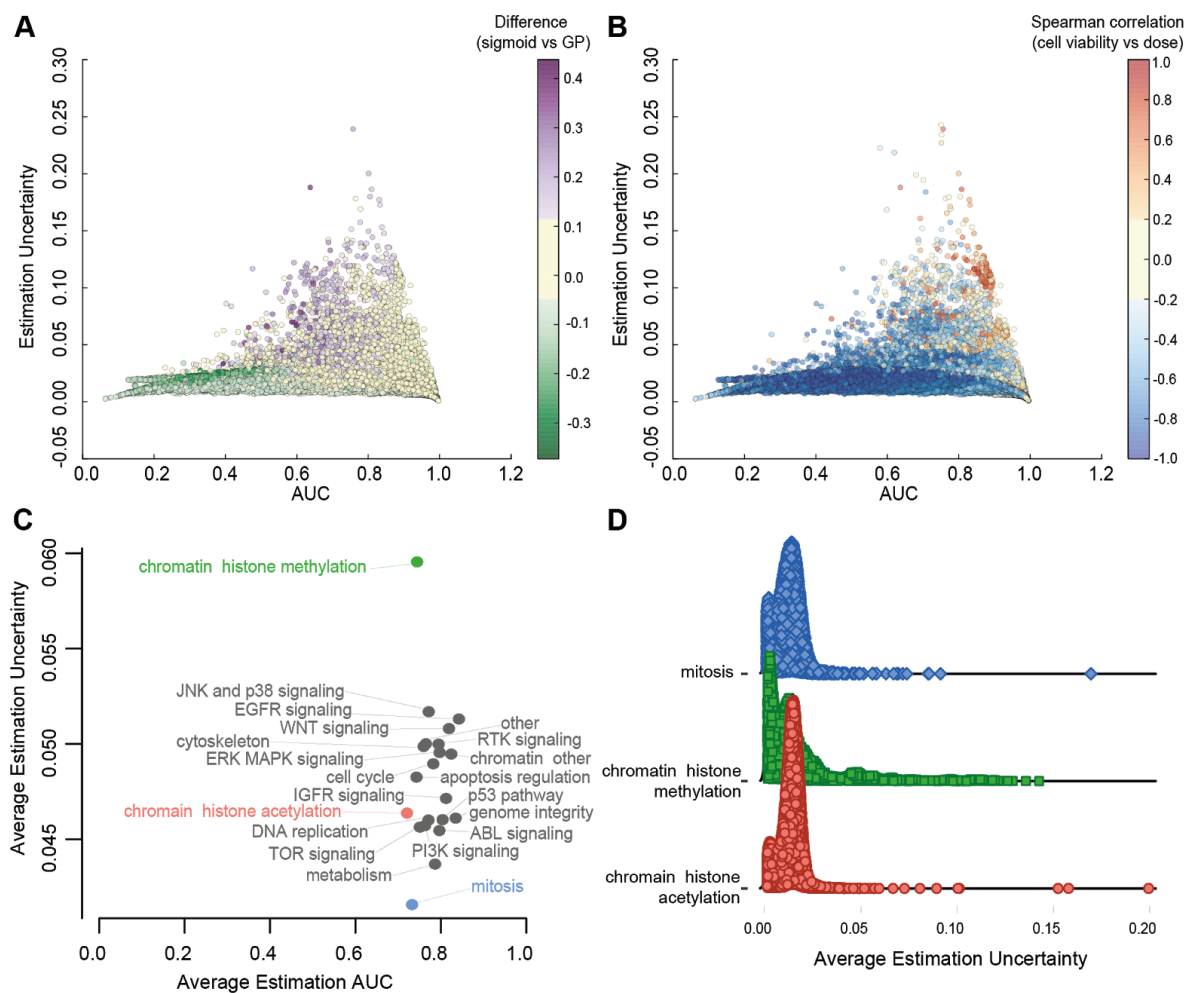 A
Difference
(sigmoid vs GP)
Estimation Uncertainty
0.30
0.25
0.20
0.15
0.10
0.05
0.00
-0.05
0.0 0.2 0.4 0.6 0.8 1.0 1.2
AUC
0.4
0.3
0.2
0.1
0.0
-0.1
-0.2
-0.3
B
Spearman correlation
(cell viability vs dose)
Estimation Uncertainty
0.30
0.25
0.20
0.15
0.10
0.05
0.00
-0.05
0.0 0.2 0.4 0.6 0.8 1.0 1.2
AUC
1.0
0.8
0.6
0.4
0.2
0.0
-0.2
-0.4
-0.6
-0.8
-1.0
C
Average Estimation Uncertainty
0.060
0.055
0.050
0.045
chromatin histone methylation
JNK and p38 signaling
EGFR signaling
WNT signaling
other
cytoskeleton
RTK signaling
ERK MAPK signaling
chromatin other
cell cycle
apoptosis regulation
IGFR signaling
p53 pathway
chromain histone acetylation
genome integrity
DNA replication
ABL signaling
TOR signaling
PI3K signaling
metabolism
mitosis
0.0 0.2 0.4 0.6 0.8 1.0
Average Estimation AUC
D
mitosis
chromatin histone
methylation
chromain histone
acetylation
0.00 0.05 0.10 0.15 0.20
Average Estimation Uncertainty